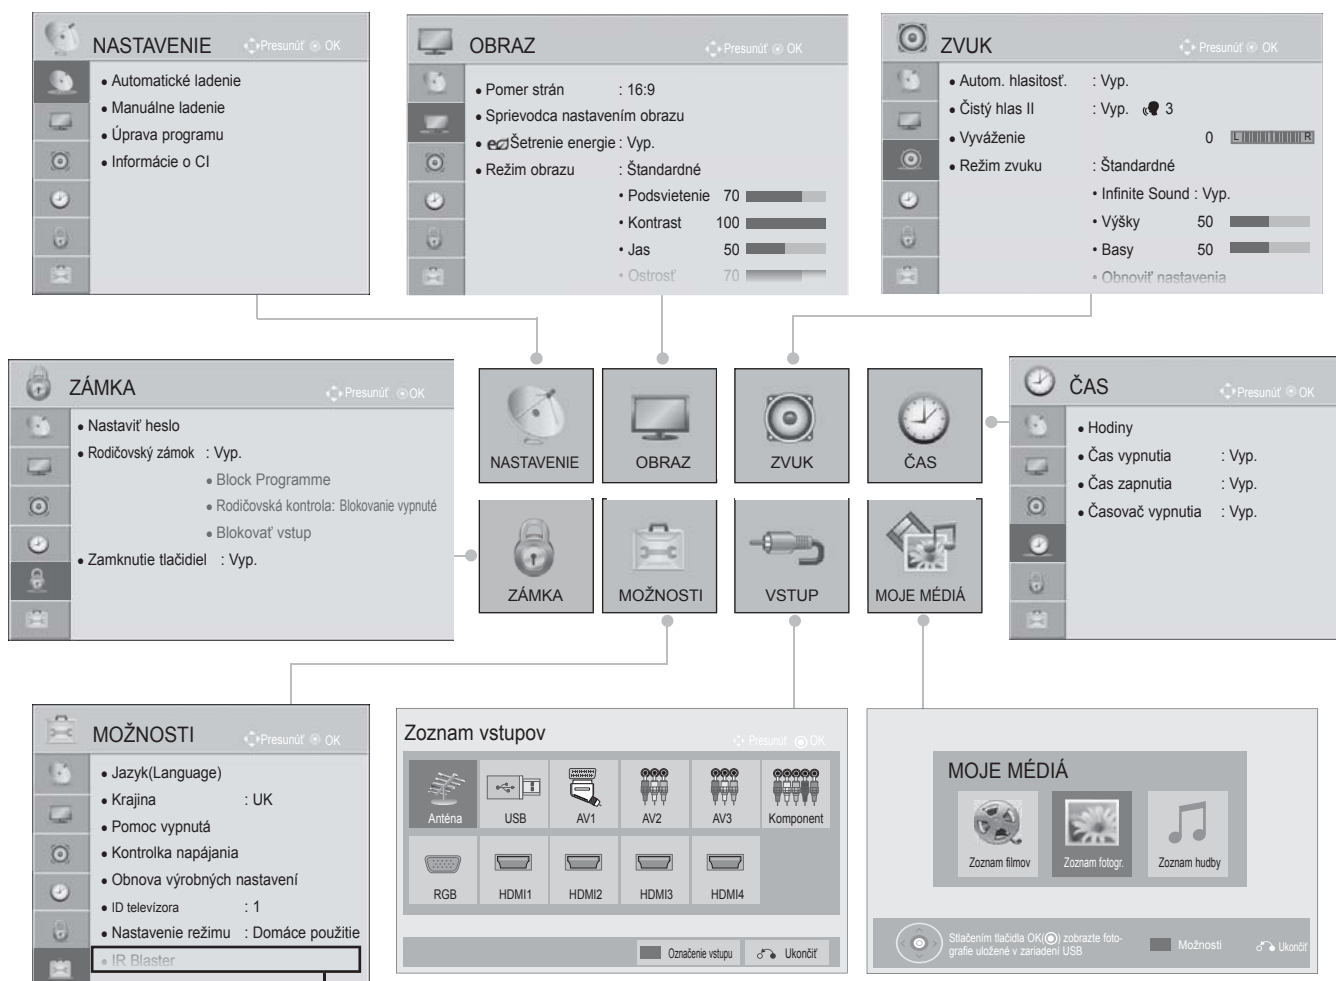 NASTAVENIE
Presunúť OK
• Automatické ladenie
• Manuálne ladenie
• Úprava programu
• Informácie o CI
OBRAZ
Presunúť OK
• Pomer strán : 16:9
• Sprievodca nastavením obrazu
• eco Šetrenie energie : Vyp.
• Režim obrazu : Štandardné
• Podsvietenie 70
• Kontrast 100
• Jas 50
• Ostrosť 70
ZVUK
Presunúť OK
• Autom. hlasitosť. : Vyp.
• Čistý hlas II : Vyp. 3
• Vyváženie 0 L R
• Režim zvuku : Štandardné
• Infinite Sound : Vyp.
• Výšky 50
• Basy 50
• Obnoviť nastavenia
ZÁMKA
Presunúť OK
• Nastaviť heslo
• Rodičovský zámok : Vyp.
• Block Programme
• Rodičovská kontrola: Blokovanie vypnuté
• Blokovať vstup
• Zamknutie tlačidiel : Vyp.
NASTAVENIE
OBRAZ
ZVUK
ČAS
ZÁMKA
MOŽNOSTI
VSTUP
MOJE MÉDIÁ
ČAS
Presunúť OK
• Hodiny
• Čas vypnutia : Vyp.
• Čas zapnutia : Vyp.
• Časovač vypnutia : Vyp.
MOŽNOSTI
Presunúť OK
• Jazyk(Language)
• Krajina : UK
• Pomoc vypnutá
• Kontrolka napájania
• Obnova výrobných nastavení
• ID televízora : 1
• Nastavenie režimu : Domáce použitie
• IR Blaster
Zoznam vstupov
Presunúť OK
Anténa
USB
AV1
AV2
AV3
Komponent
RGB
HDMI1
HDMI2
HDMI3
HDMI4
Označenie vstupu
Ukončiť
MOJE MÉDIÁ
Zoznam filmov
Zoznam fotogr.
Zoznam hudby
Stlačením tlačidla OK( ) zobrazte foto-
grafie uložené v zariadení USB
Možnosti
Ukončiť